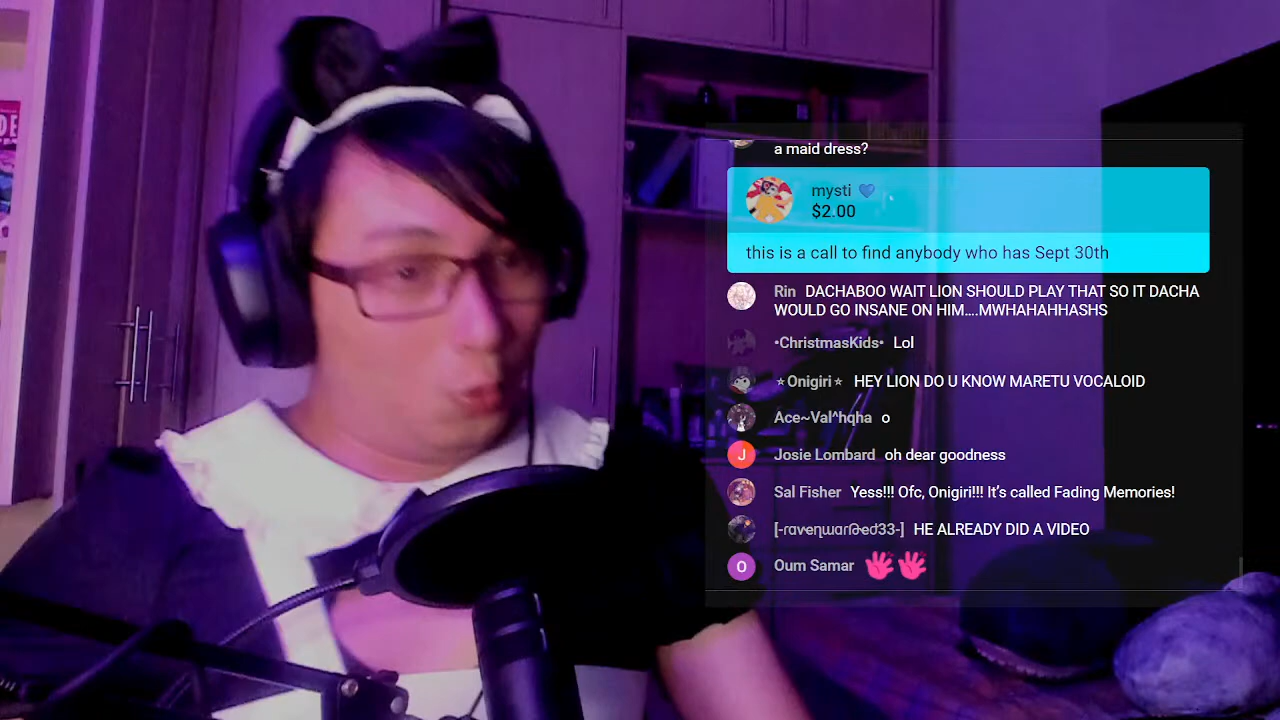 DE
a maid dress?
mysti 💙
$2.00
this is a call to find anybody who has Sept 30th
Rin DACHABOO WAIT LION SHOULD PLAY THAT SO IT DACHA
WOULD GO INSANE ON HIM....MWHAHAHHASHS
•ChristmasKids• Lol
⭐︎Onigiri⭐︎ HEY LION DO U KNOW MARETU VOCALOID
Ace~Val^hqha o
J Josie Lombard oh dear goodness
Sal Fisher Yess!!! Ofc, Onigiri!!! It’s called Fading Memories!
HE ALREADY DID A VIDEO
O Oum Samar